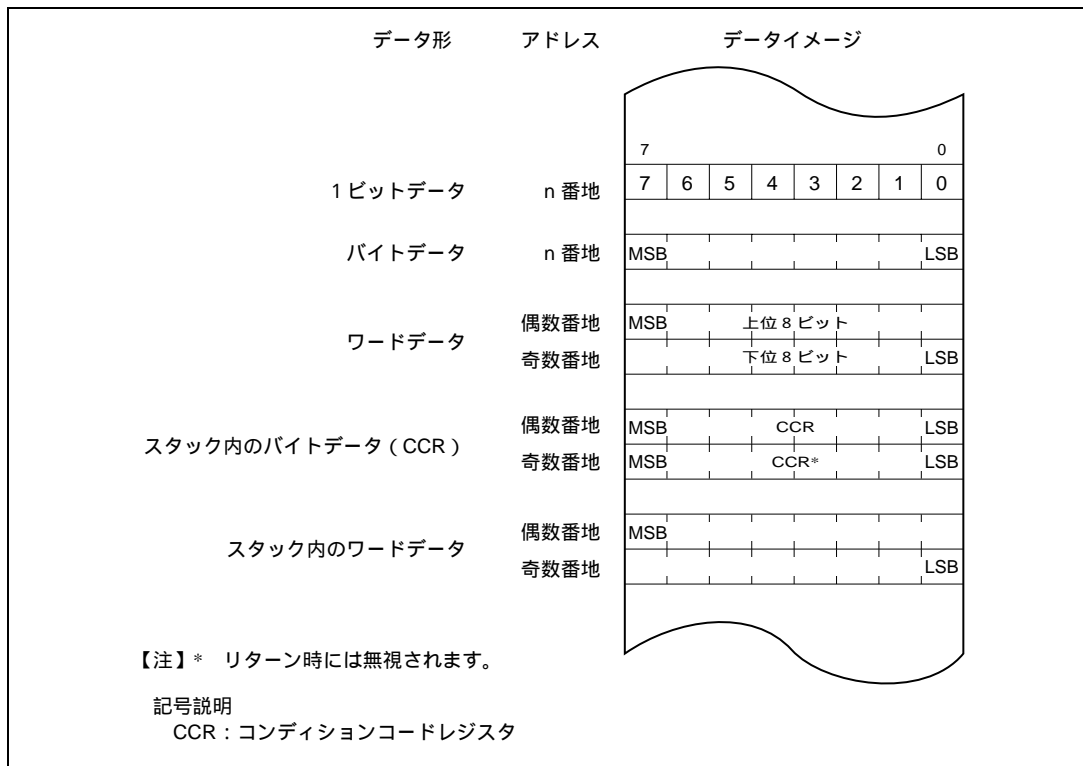 データ形 アドレス データイメージ
7 0
1ビットデータ n 番地 7 6 5 4 3 2 1 0
バイトデータ n 番地 MSB LSB
ワードデータ
偶数番地 MSB 上位 8 ビット
奇数番地 下位 8 ビット LSB
スタック内のバイトデータ(CCR)
偶数番地 MSB CCR LSB
奇数番地 MSB CCR* LSB
スタック内のワードデータ
偶数番地 MSB
奇数番地 LSB
【注】* リターン時には無視されます。
記号説明
CCR:コンディションコードレジスタ